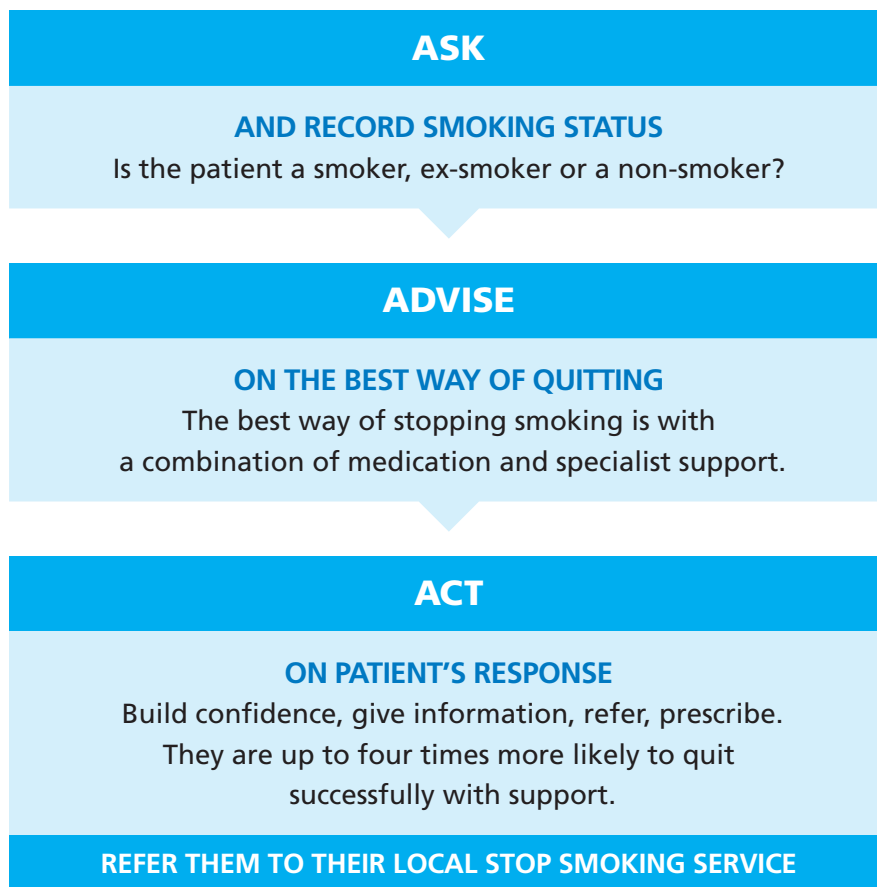 ASK
AND RECORD SMOKING STATUS
Is the patient a smoker, ex-smoker or a non-smoker?
ADVISE
ON THE BEST WAY OF QUITTING
The best way of stopping smoking is with
a combination of medication and specialist support.
ACT
ON PATIENT’S RESPONSE
Build confidence, give information, refer, prescribe.
They are up to four times more likely to quit
successfully with support.
REFER THEM TO THEIR LOCAL STOP SMOKING SERVICE